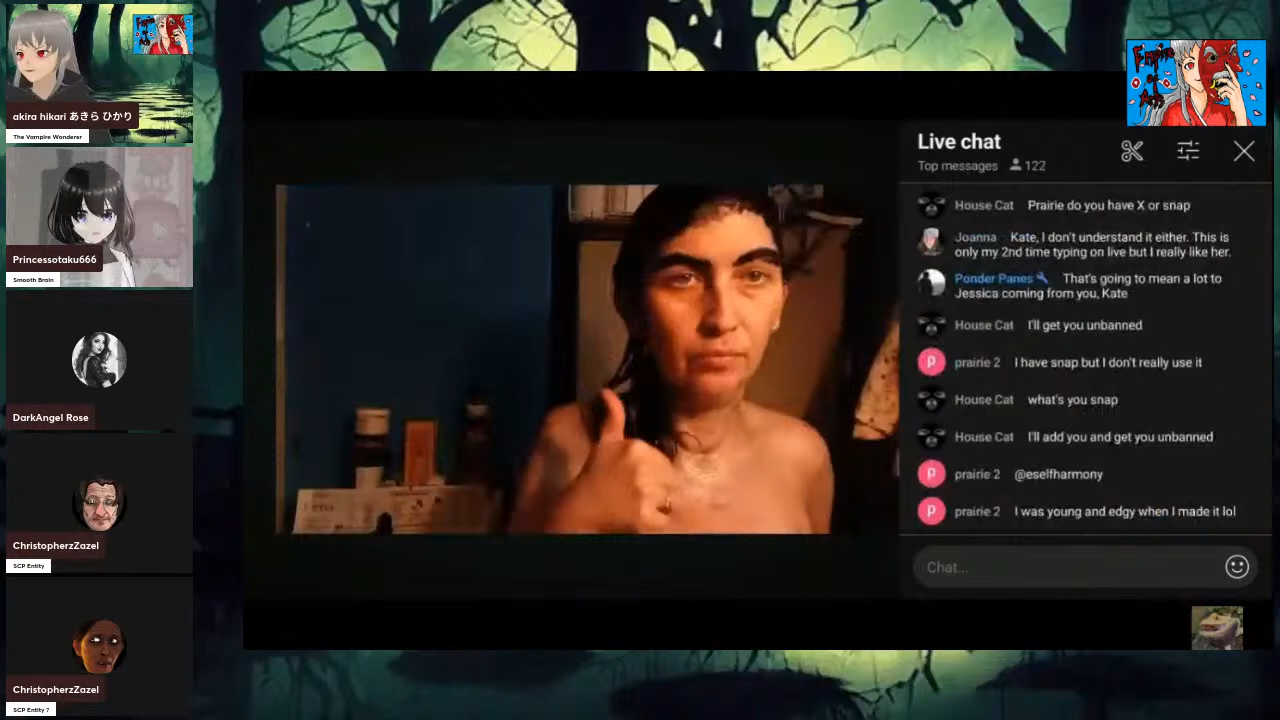 akira hikari あきら ひかり
The Vampire Wonderer
Princessotaku666
Smooth Brain
DarkAngel Rose
ChristopherzZazel
SCP Entity
ChristopherzZazel
SCP Entity ?
Empire
of
Arts
Live chat
Top messages 122
House Cat Prairie do you have X or snap
Joanna Kate, I don't understand it either. This is
only my 2nd time typing on live but I really like her.
Ponder Panes That's going to mean a lot to
Jessica coming from you, Kate
House Cat I'll get you unbanned
P prairie 2 I have snap but I don't really use it
House Cat what's you snap
House Cat I'll add you and get you unbanned
P prairie 2 @eselfharmony
P prairie 2 I was young and edgy when I made it lol
Chat...